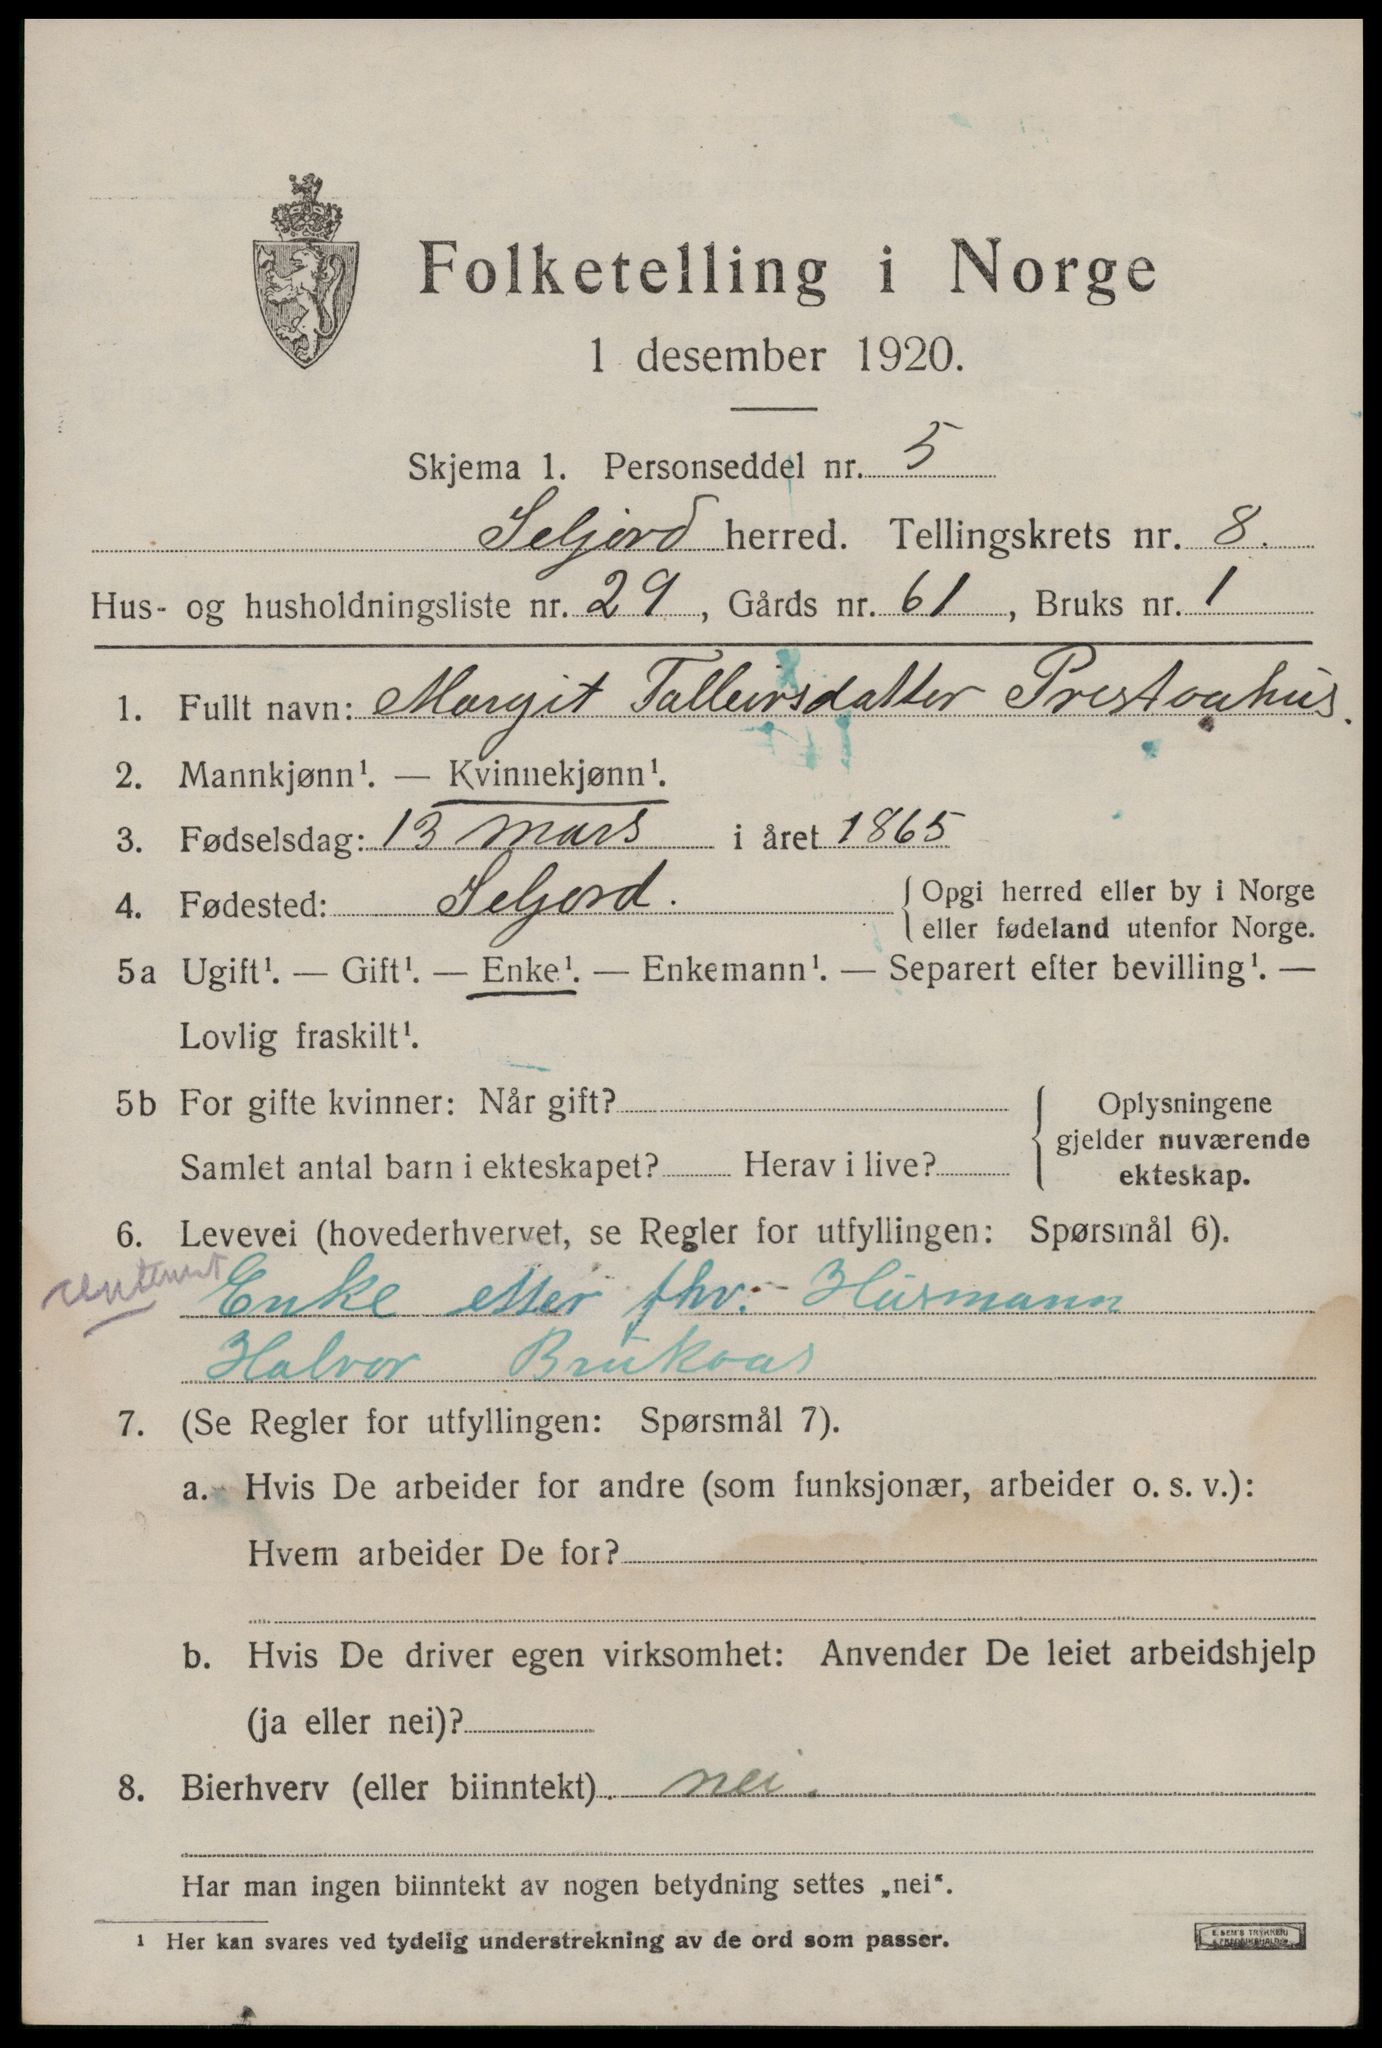 Folketelling i Norge
1 desember 1920.
Skjema 1. Personseddel nr. 5
Seljord herred. Tellingskrets nr. 8.
Hus- og husholdningsliste nr. 29, Gårds nr. 61, Bruks nr. 1
1. Fullt navn: Margit Talleivsdatter Prestoahus.
2. Mannkjønn¹. — Kvinnekjønn¹.
3. Fødselsdag: 13 mars i året 1865
4. Fødested: Seljord. Opgi herred eller by i Norge
eller fødeland utenfor Norge.
5a Ugift¹. — Gift¹. — Enke¹. — Enkemann¹. — Separert efter bevilling¹. —
Lovlig fraskilt¹.
5b For gifte kvinner: Når gift?
Samlet antal barn i ekteskapet? Herav i live?
Oplysningene
gjelder nuværende
ekteskap.
6. Levevei (hovederhvervet, se Regler for utfyllingen: Spørsmål 6).
Enke etter fhv. Husmann
Halvor Brukaas
7. (Se Regler for utfyllingen: Spørsmål 7).
a. Hvis De arbeider for andre (som funksjonær, arbeider o. s. v.):
Hvem arbeider De for?
b. Hvis De driver egen virksomhet: Anvender De leiet arbeidshjelp
(ja eller nei)?
8. Bierhverv (eller biinntekt) nei.
Har man ingen biinntekt av nogen betydning settes „nei“.
¹ Her kan svares ved tydelig understrekning av de ord som passer.
E. SEM'S TRYKKERI
FREDRIKSHALD